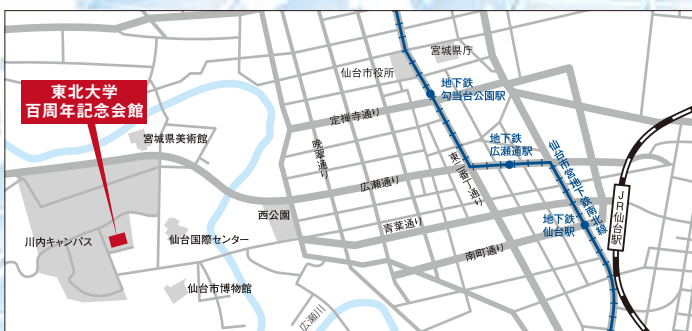 宮城県庁
仙台市役所
地下鉄
勾当台公園駅
東北大学
百周年記念会館
定禅寺通り
宮城県美術館
晩翠通り
地下鉄
広瀬通駅
東二番丁通り
仙台市営地下鉄南北線
広瀬通り
JR仙台駅
西公園
青葉通り
地下鉄
仙台駅
川内キャンパス
仙台国際センター
南町通り
仙台市博物館
広瀬川